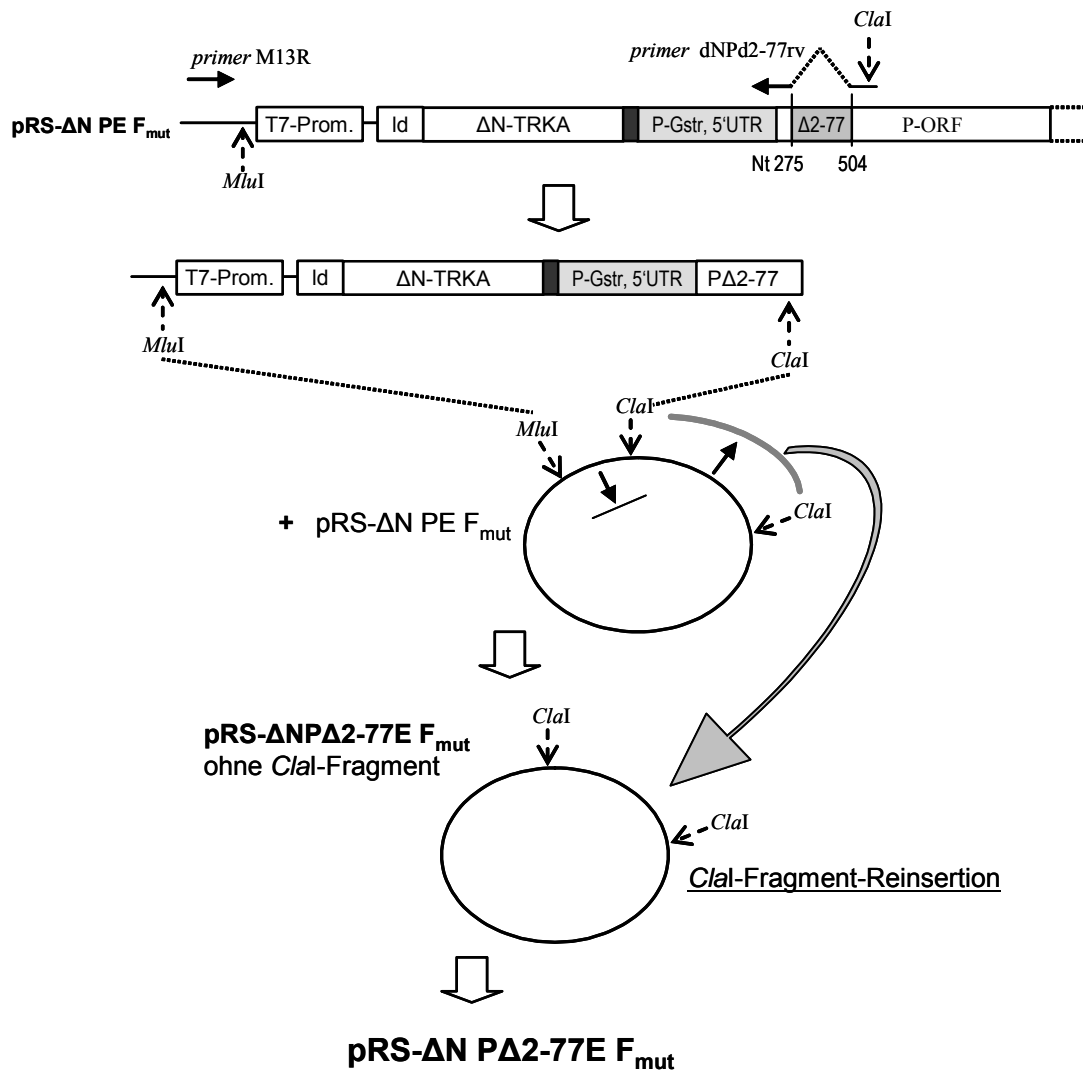 ClaI
primer M13R
primer dNPd2-77rv
pRS-ΔN PE Fmut
T7-Prom.
Id
ΔN-TRKA
P-Gstr, 5'UTR
Δ2-77
P-ORF
Nt 275
504
MluI
T7-Prom.
Id
ΔN-TRKA
P-Gstr, 5'UTR
PΔ2-77
MluI
ClaI
ClaI
MluI
ClaI
+ pRS-ΔN PE Fmut
ClaI
pRS-ΔNPΔ2-77E Fmut
ohne ClaI-Fragment
ClaI
ClaI-Fragment-Reinsertion
pRS-ΔN PΔ2-77E Fmut